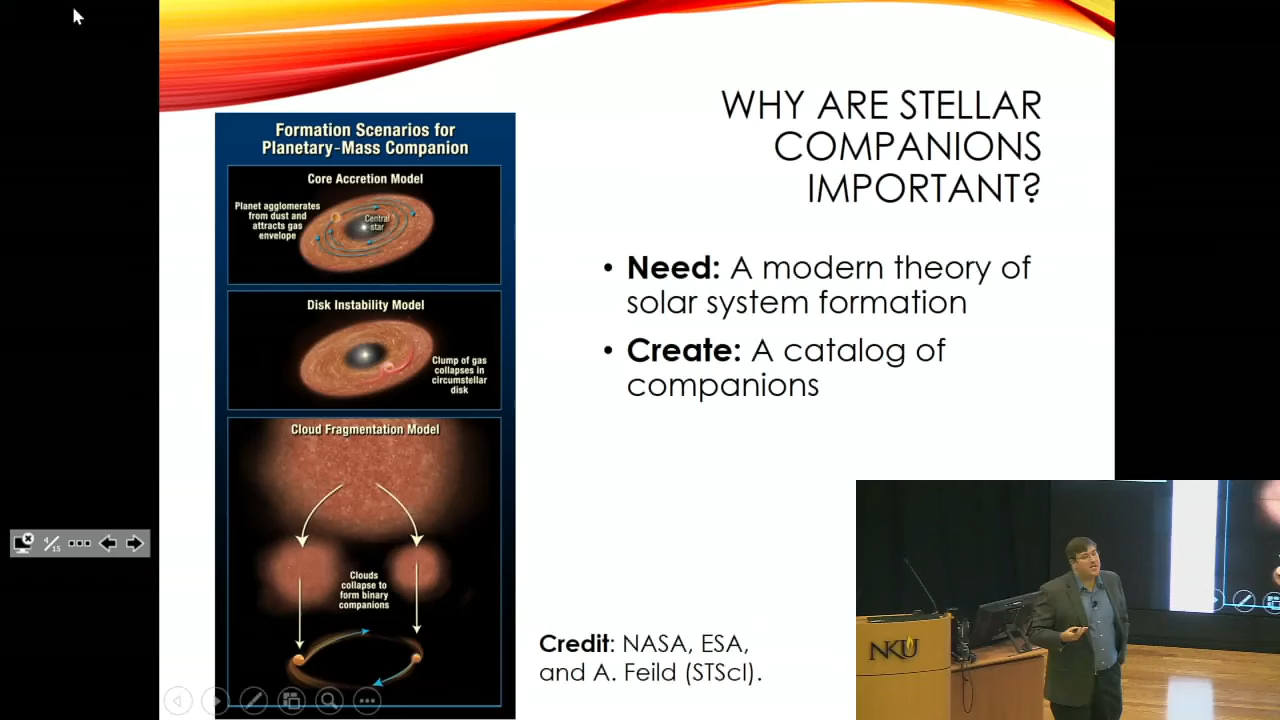 WHY ARE STELLAR
COMPANIONS
IMPORTANT?
Formation Scenarios for
Planetary-Mass Companion
Core Accretion Model
Planet agglomerates
from dust and
attracts gas
envelope
Central
star
Disk Instability Model
Clump of gas
collapses in
circumstellar
disk
Cloud Fragmentation Model
Clouds
collapse to
form binary
companions
• Need: A modern theory of
solar system formation
• Create: A catalog of
companions
Credit: NASA, ESA,
and A. Feild (STScI).
4/15
NKU